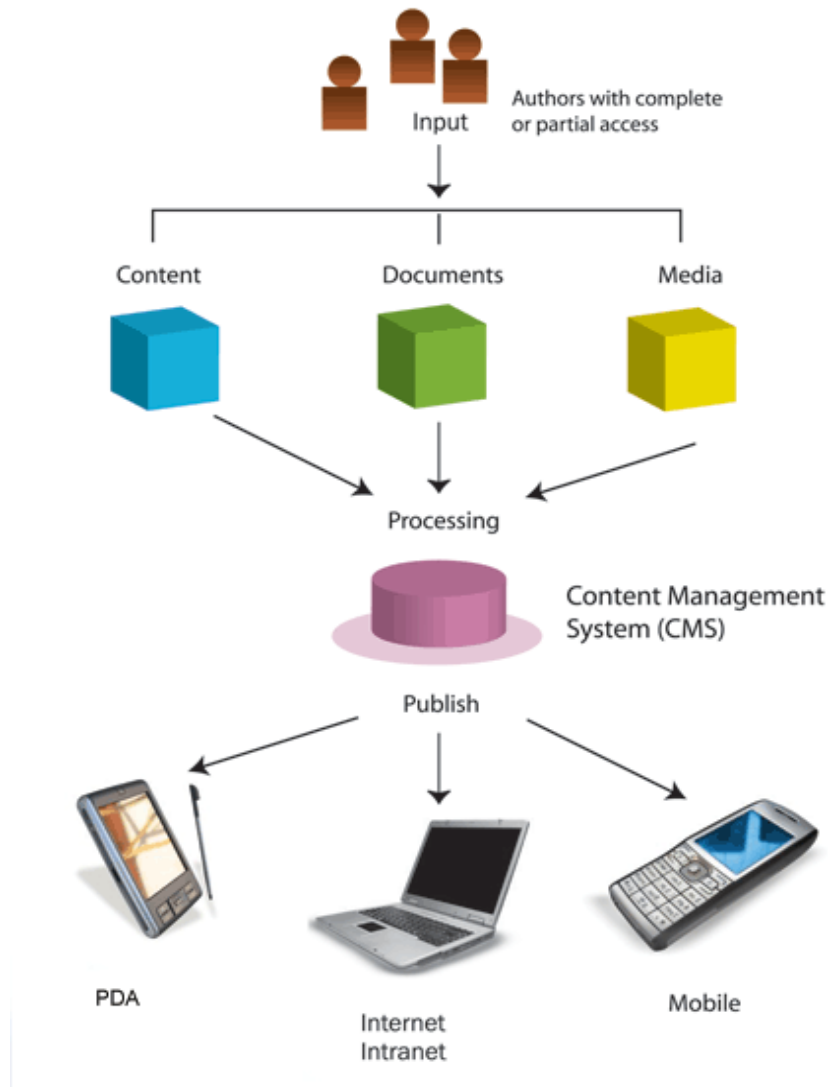 Authors with complete
or partial access
Input
Content
Documents
Media
Processing
Content Management
System (CMS)
Publish
PDA
Internet
Intranet
Mobile